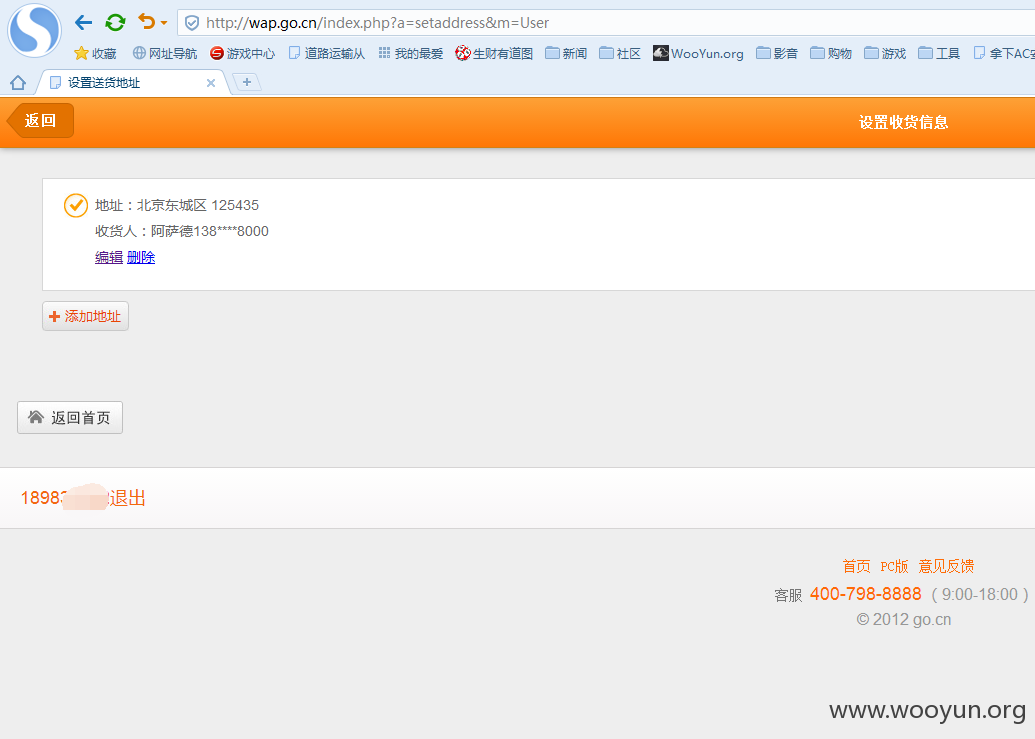 http://wap.go.cn/index.php?a=setaddress&m=User
收藏 网址导航 游戏中心 道路运输从 我的最爱 生财有道图 新闻 社区 WooYun.org 影音 购物 游戏 工具 拿下AC安
设置送货地址
返回 设置收货信息
地址：北京东城区 125435
收货人：阿萨德138****8000
编辑 删除
添加地址
返回首页
1898 退出
首页 PC版 意见反馈
客服 400-798-8888 ( 9:00-18:00 )
© 2012 go.cn
www.wooyun.org